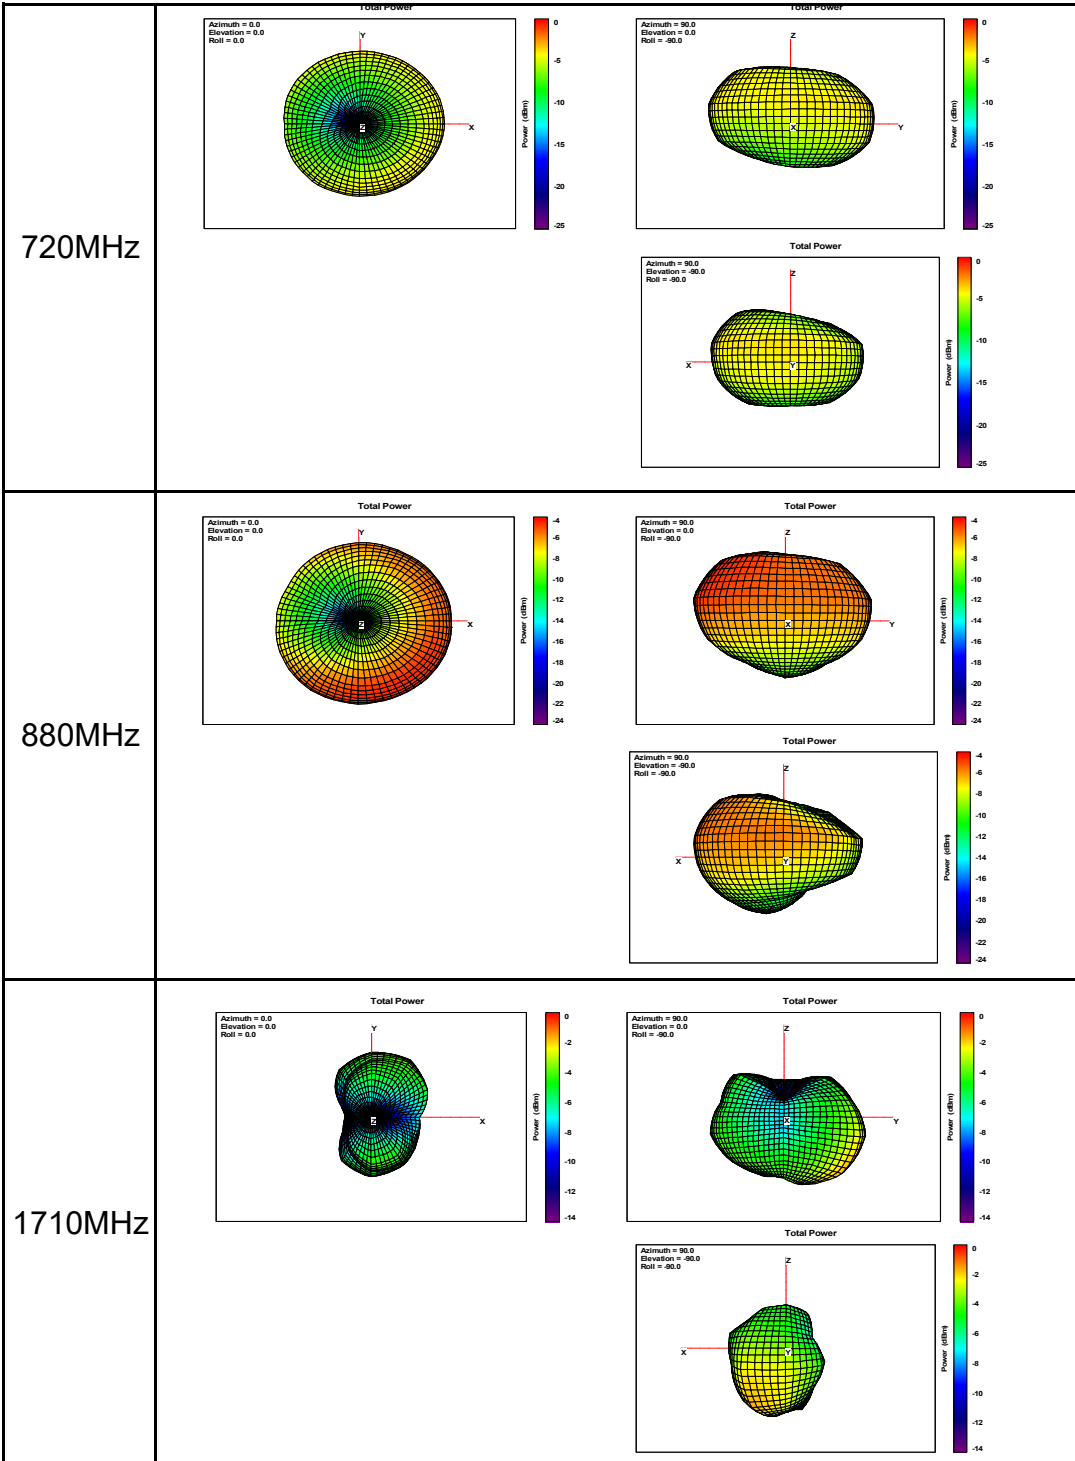 720MHz
Total Power
Azimuth = 0.0
Elevation = 0.0
Roll = 0.0
Y
X
Z
0
-5
-10
-15
-20
-25
Power (dBm)
Total Power
Azimuth = 90.0
Elevation = 0.0
Roll = -90.0
Z
Y
X
0
-5
-10
-15
-20
-25
Power (dBm)
Total Power
Azimuth = 90.0
Elevation = -90.0
Roll = -90.0
Z
X
Y
0
-5
-10
-15
-20
-25
Power (dBm)
880MHz
Total Power
Azimuth = 0.0
Elevation = 0.0
Roll = 0.0
Y
X
Z
-4
-6
-8
-10
-12
-14
-16
-18
-20
-22
-24
Power (dBm)
Total Power
Azimuth = 90.0
Elevation = 0.0
Roll = -90.0
Z
Y
X
-4
-6
-8
-10
-12
-14
-16
-18
-20
-22
-24
Power (dBm)
Total Power
Azimuth = 90.0
Elevation = -90.0
Roll = -90.0
Z
X
Y
-4
-6
-8
-10
-12
-14
-16
-18
-20
-22
-24
Power (dBm)
1710MHz
Total Power
Azimuth = 0.0
Elevation = 0.0
Roll = 0.0
Y
X
Z
0
-2
-4
-6
-8
-10
-12
-14
Power (dBm)
Total Power
Azimuth = 90.0
Elevation = 0.0
Roll = -90.0
Z
Y
X
0
-2
-4
-6
-8
-10
-12
-14
Power (dBm)
Total Power
Azimuth = 90.0
Elevation = -90.0
Roll = -90.0
Z
X
Y
0
-2
-4
-6
-8
-10
-12
-14
Power (dBm)